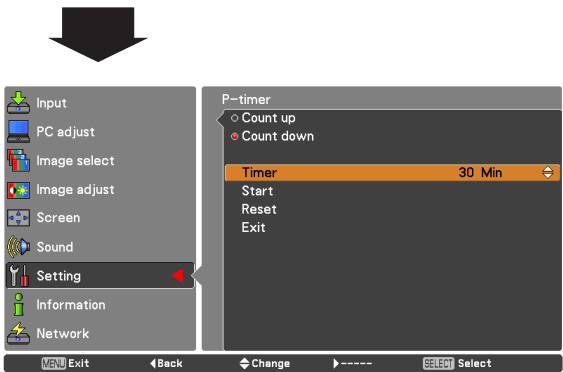 Input
PC adjust
Image select
Image adjust
Screen
Sound
Setting
Information
Network
P-timer
Count up
Count down
Timer 30 Min
Start
Reset
Exit
MENU Exit Back Change ----- SELECT Select